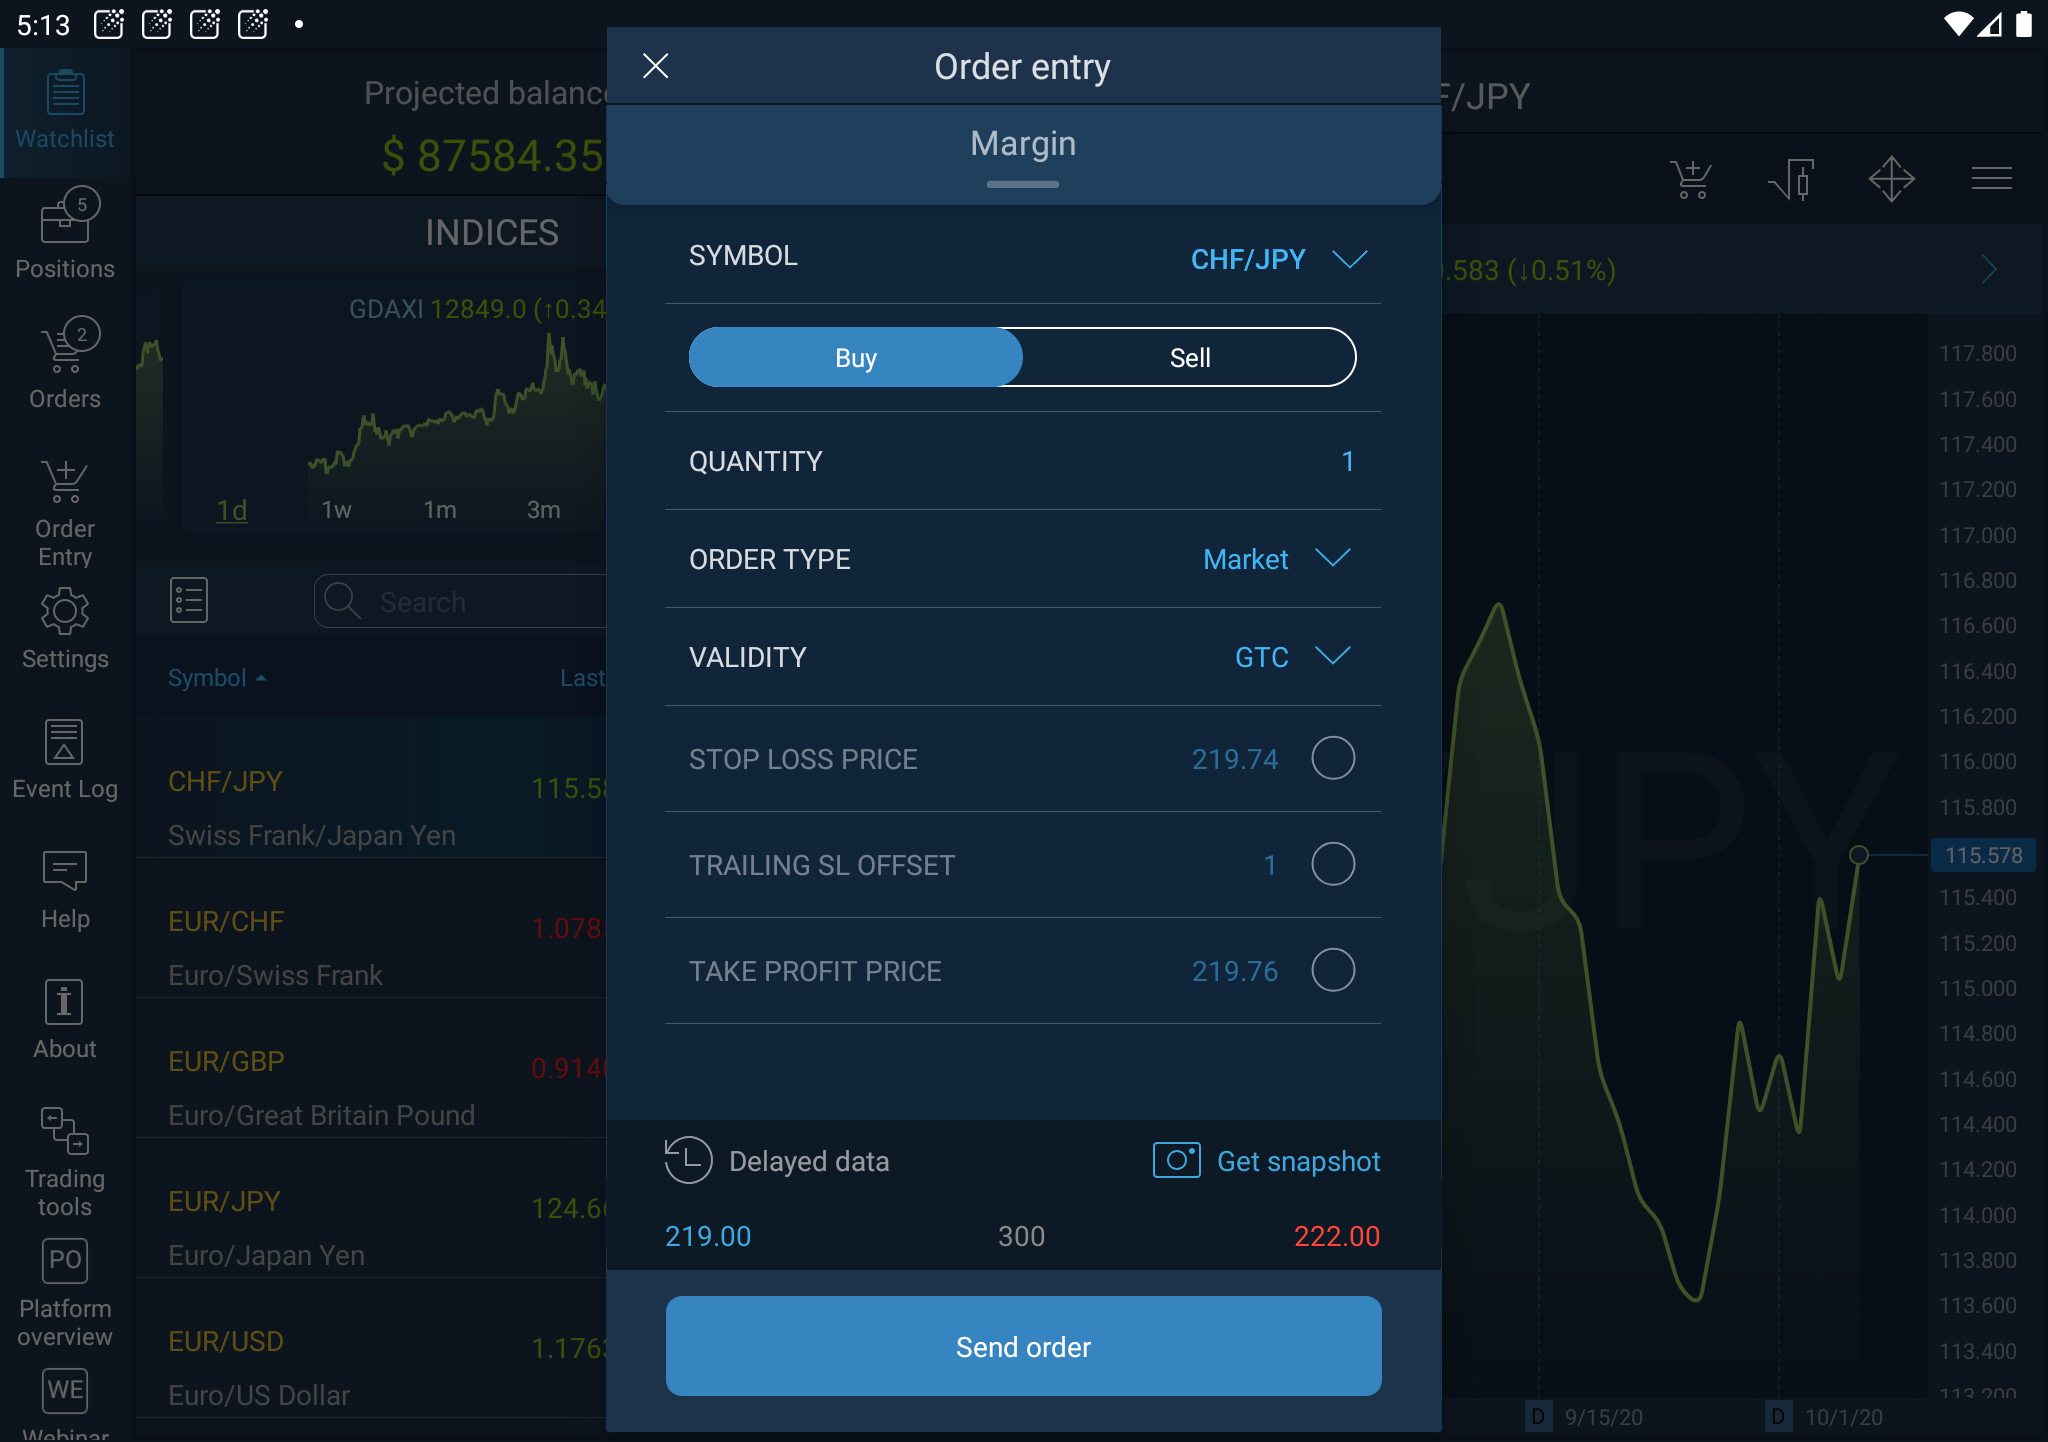 5:13
Watchlist
5
Positions
2
Orders
Order
Entry
Settings
Event Log
Help
About
Trading
tools
PO
Platform
overview
WE
Webinar
Projected balance
$ 87584.35
INDICES
GDAXI 12849.0 (↑0.34
1d
1w
1m
3m
Search
Symbol
Last
CHF/JPY
115.58
Swiss Frank/Japan Yen
EUR/CHF
1.078
Euro/Swiss Frank
EUR/GBP
0.914
Euro/Great Britain Pound
EUR/JPY
124.6
Euro/Japan Yen
EUR/USD
1.176
Euro/US Dollar
Order entry
Margin
SYMBOL
CHF/JPY
Buy
Sell
QUANTITY
1
ORDER TYPE
Market
VALIDITY
GTC
STOP LOSS PRICE
219.74
TRAILING SL OFFSET
1
TAKE PROFIT PRICE
219.76
Delayed data
Get snapshot
219.00
300
222.00
Send order
F/JPY
.583 (↓0.51%)
JPY
117.800
117.600
117.400
117.200
117.000
116.800
116.600
116.400
116.200
116.000
115.800
115.578
115.400
115.200
115.000
114.800
114.600
114.400
114.200
114.000
113.800
113.600
113.400
113.200
D 9/15/20
D 10/1/20